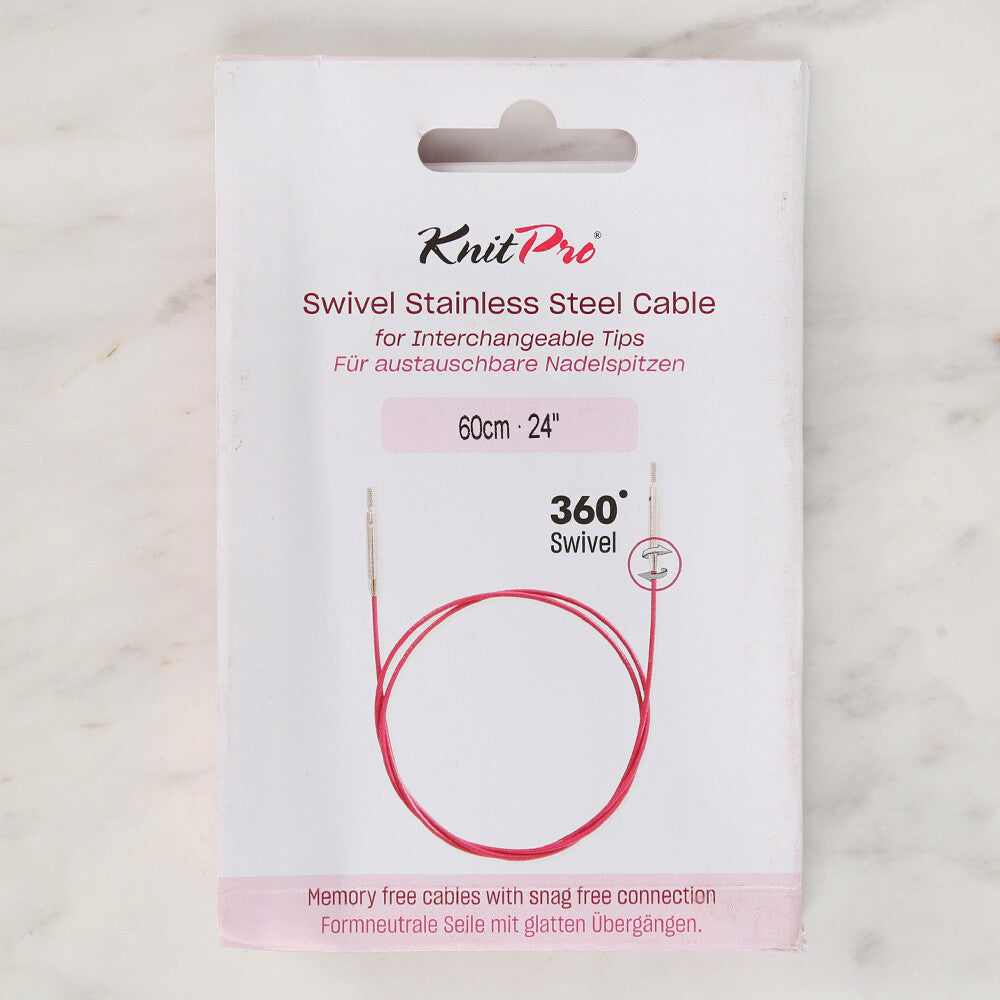 KnitPro®
Swivel Stainless Steel Cable
for Interchangeable Tips
Für austauschbare Nadelspitzen
60cm · 24"
360°
Swivel
Memory free cables with snag free connection
Formneutrale Seile mit glatten Übergängen.